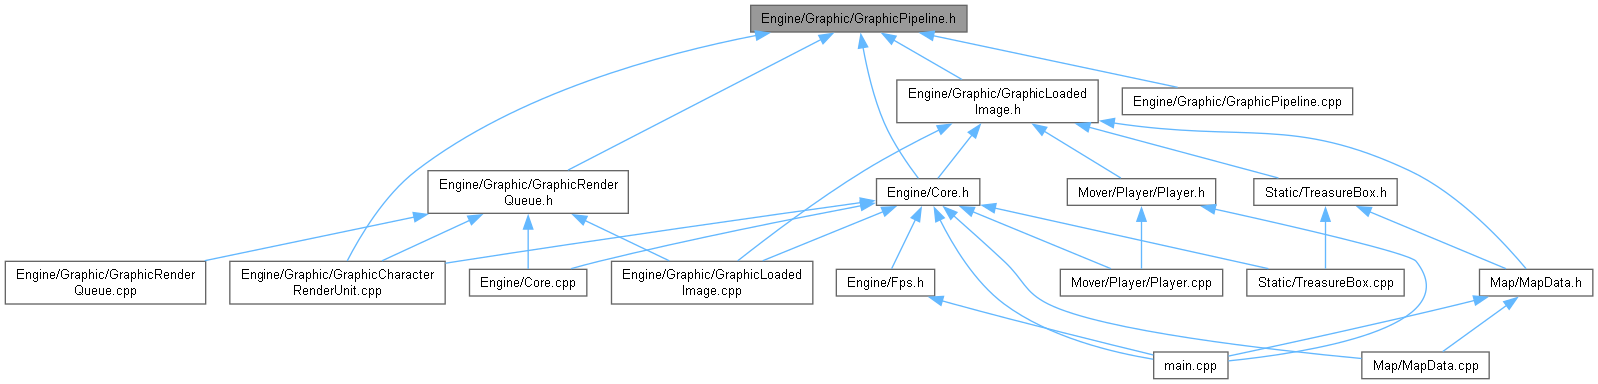 Engine/Graphic/GraphicPipeline.h
Engine/Graphic/GraphicLoaded
Image.h
Engine/Graphic/GraphicPipeline.cpp
Engine/Graphic/GraphicRender
Queue.h
Engine/Core.h
Mover/Player/Player.h
Static/TreasureBox.h
Engine/Graphic/GraphicRender
Queue.cpp
Engine/Graphic/GraphicCharacter
RenderUnit.cpp
Engine/Core.cpp
Engine/Graphic/GraphicLoaded
Image.cpp
Engine/Fps.h
Mover/Player/Player.cpp
Static/TreasureBox.cpp
Map/MapData.h
main.cpp
Map/MapData.cpp